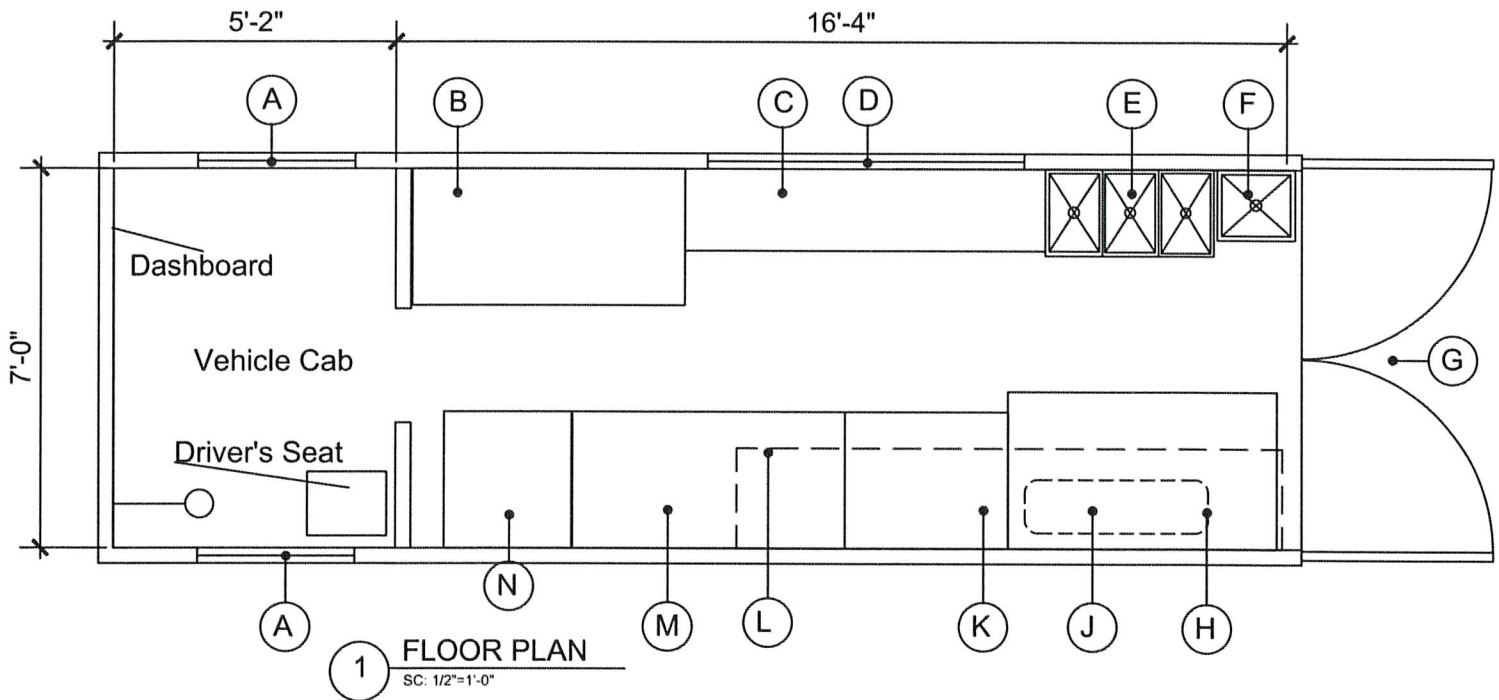 5'-2"
16'-4"
A
B
C
D
E
F
Dashboard
7'-0"
Vehicle Cab
G
Driver's Seat
N
A
M
L
K
J
H
1
FLOOR PLAN
SC: 1/2"=1'-0"